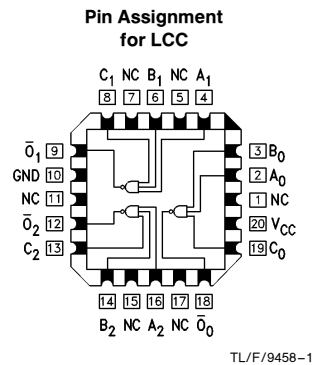 Pin Assignment
for LCC
C1 NC B1 NC A1
8 7 6 5 4
Ō1 9
GND 10
NC 11
Ō2 12
C2 13
3 B0
2 A0
1 NC
20 VCC
19 C0
14 15 16 17 18
B2 NC A2 NC Ō0
TL/F/9458–1